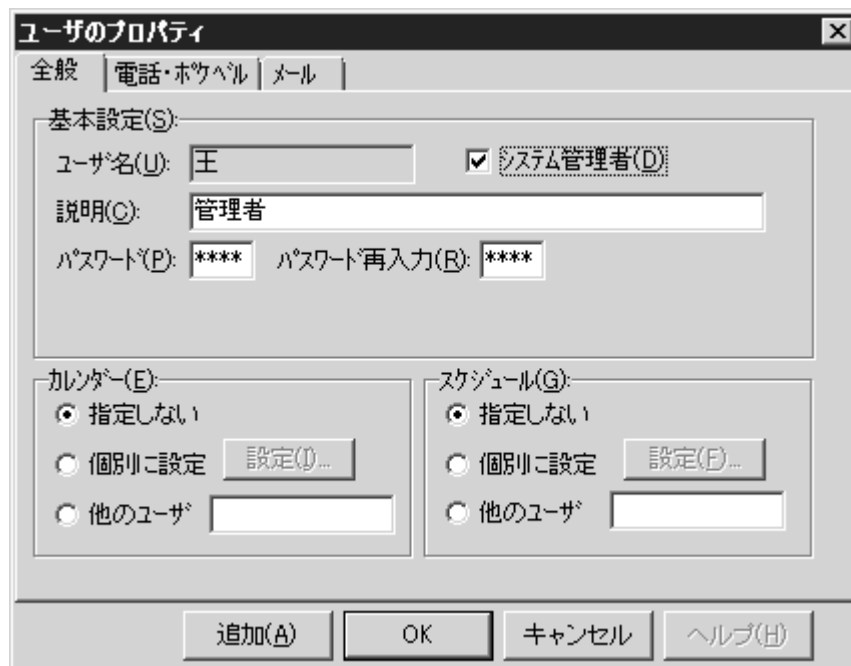 ユーザのプロパティ
全般 電話・ポケベル メール
基本設定(S):
ユーザ名(U): 王 システム管理者(D)
説明(C): 管理者
パスワード(P): **** パスワード再入力(R): ****
カレンダー(E): スケジュール(G):
指定しない 指定しない
個別に設定 設定(I)... 個別に設定 設定(F)...
他のユーザ 他のユーザ
追加(A) OK キャンセル ヘルプ(H)